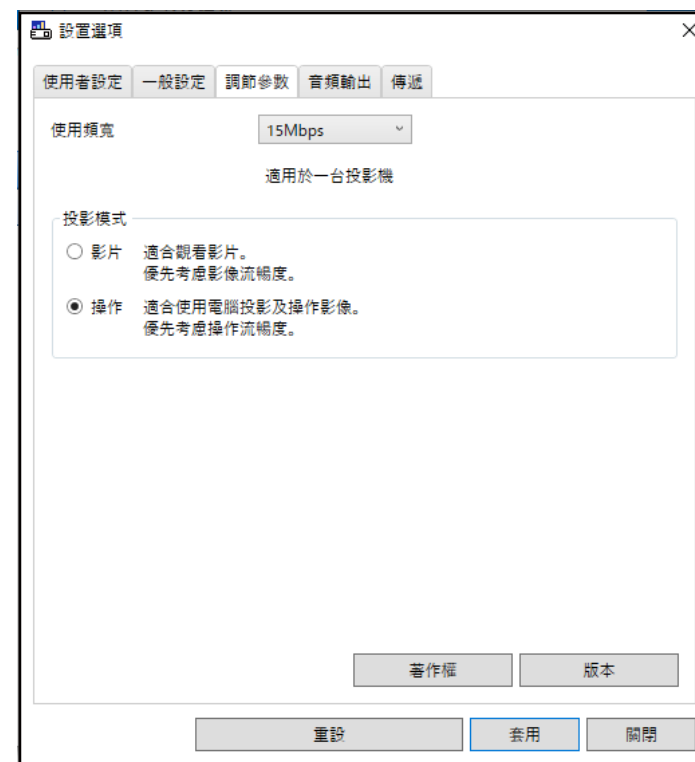 設置選項
使用者設定 一般設定 調節參數 音頻輸出 傳遞
使用頻寬 15Mbps
適用於一台投影機
投影模式
影片 適合觀看影片。
優先考慮影像流暢度。
操作 適合使用電腦投影及操作影像。
優先考慮操作流暢度。
著作權 版本
重設 套用 關閉